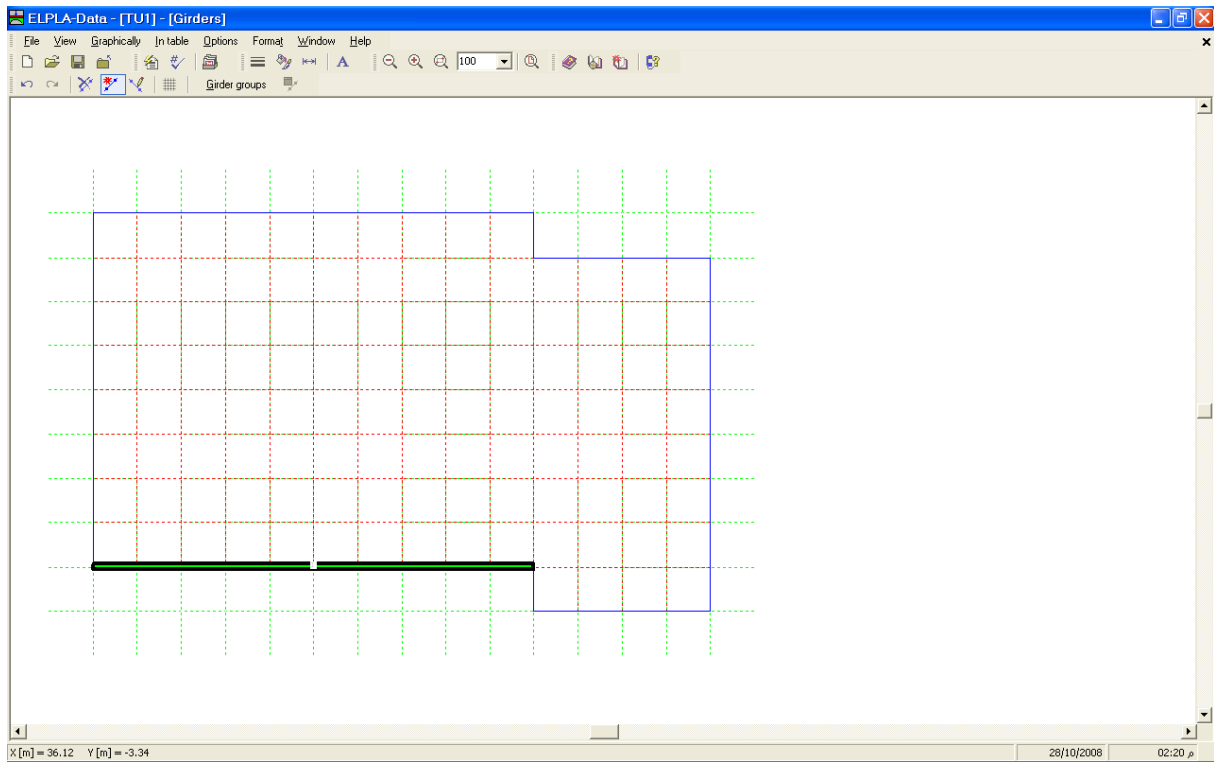 ELPLA-Data - [TU1] - [Girders]
File View Graphically In table Options Format Window Help
A 100
Girder groups
X [m] = 36.12 Y [m] = -3.34 28/10/2008 02:20 م